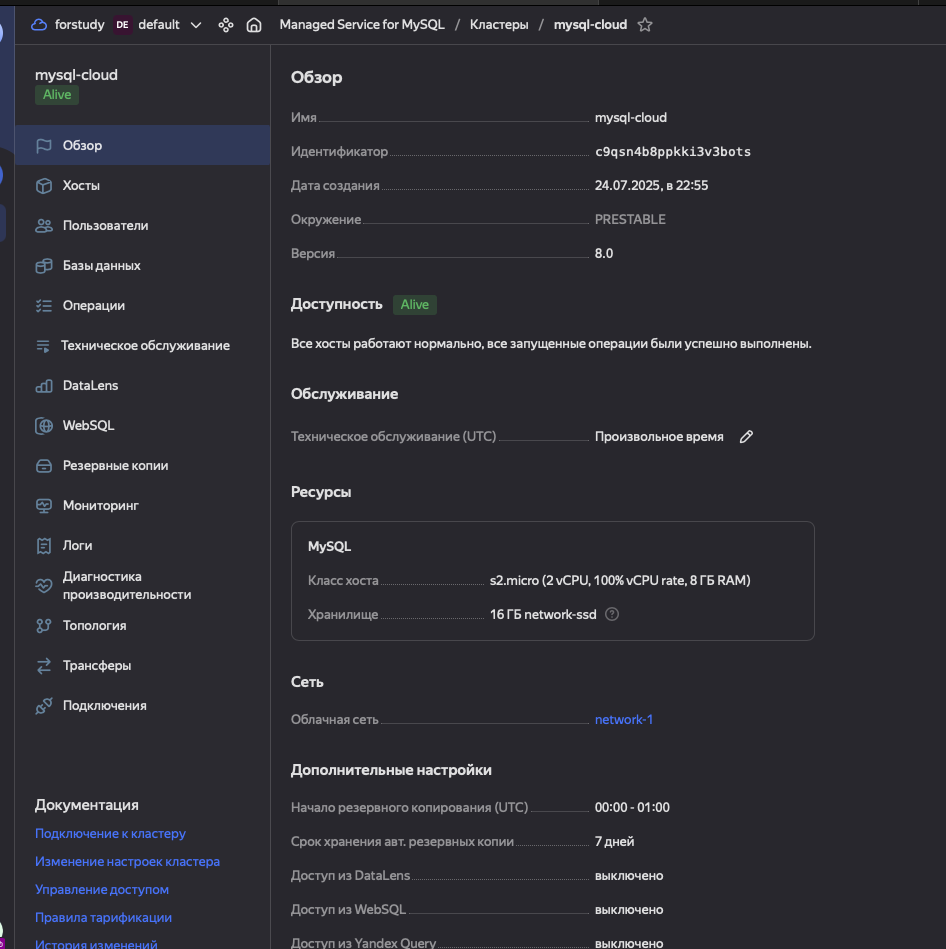 forstudy DE default Managed Service for MySQL / Кластеры / mysql-cloud
mysql-cloud
Alive
Обзор
Хосты
Пользователи
Базы данных
Операции
Техническое обслуживание
DataLens
WebSQL
Резервные копии
Мониторинг
Логи
Диагностика
производительности
Топология
Трансферы
Подключения
Документация
Подключение к кластеру
Изменение настроек кластера
Управление доступом
Правила тарификации
История изменений
Обзор
Имя mysql-cloud
Идентификатор c9qsn4b8ppkki3v3bots
Дата создания 24.07.2025, в 22:55
Окружение PRESTABLE
Версия 8.0
Доступность Alive
Все хосты работают нормально, все запущенные операции были успешно выполнены.
Обслуживание
Техническое обслуживание (UTC) Произвольное время
Ресурсы
MySQL
Класс хоста s2.micro (2 vCPU, 100% vCPU rate, 8 ГБ RAM)
Хранилище 16 ГБ network-ssd
Сеть
Облачная сеть network-1
Дополнительные настройки
Начало резервного копирования (UTC) 00:00 - 01:00
Срок хранения авт. резервных копии 7 дней
Доступ из DataLens выключено
Доступ из WebSQL выключено
Доступ из Yandex Query выключено